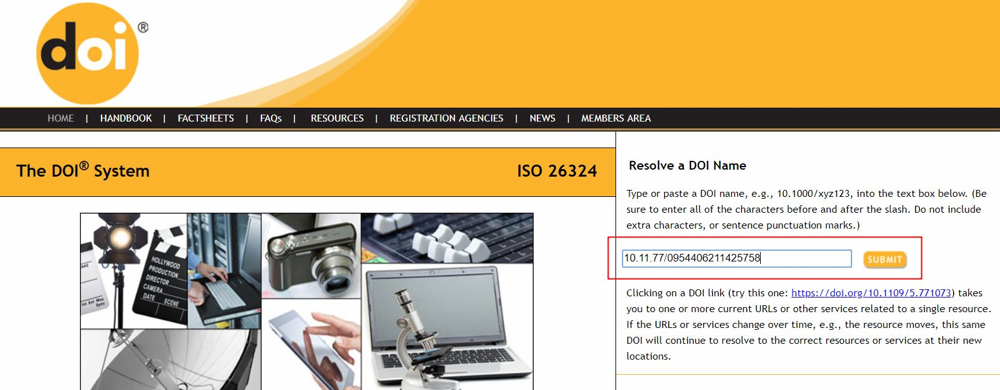 doi®
HOME | HANDBOOK | FACTSHEETS | FAQs | RESOURCES | REGISTRATION AGENCIES | NEWS | MEMBERS AREA
The DOI® System
ISO 26324
HOLLYWOOD
PRODUCTION
DIRECTOR
CAMERA
DATE SCENE
Int Ext Mos
Sync
Resolve a DOI Name
Type or paste a DOI name, e.g., 10.1000/xyz123, into the text box below. (Be
sure to enter all of the characters before and after the slash. Do not include
extra characters, or sentence punctuation marks.)
10.11.77/0954406211425758
SUBMIT
Clicking on a DOI link (try this one: https://doi.org/10.1109/5.771073) takes
you to one or more current URLs or other services related to a single resource.
If the URLs or services change over time, e.g., the resource moves, this same
DOI will continue to resolve to the correct resources or services at their new
locations.